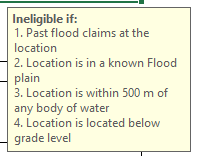 Ineligible if:
1. Past flood claims at the
location
2. Location is in a known Flood
plain
3. Location is within 500 m of
any body of water
4. Location is located below
grade level